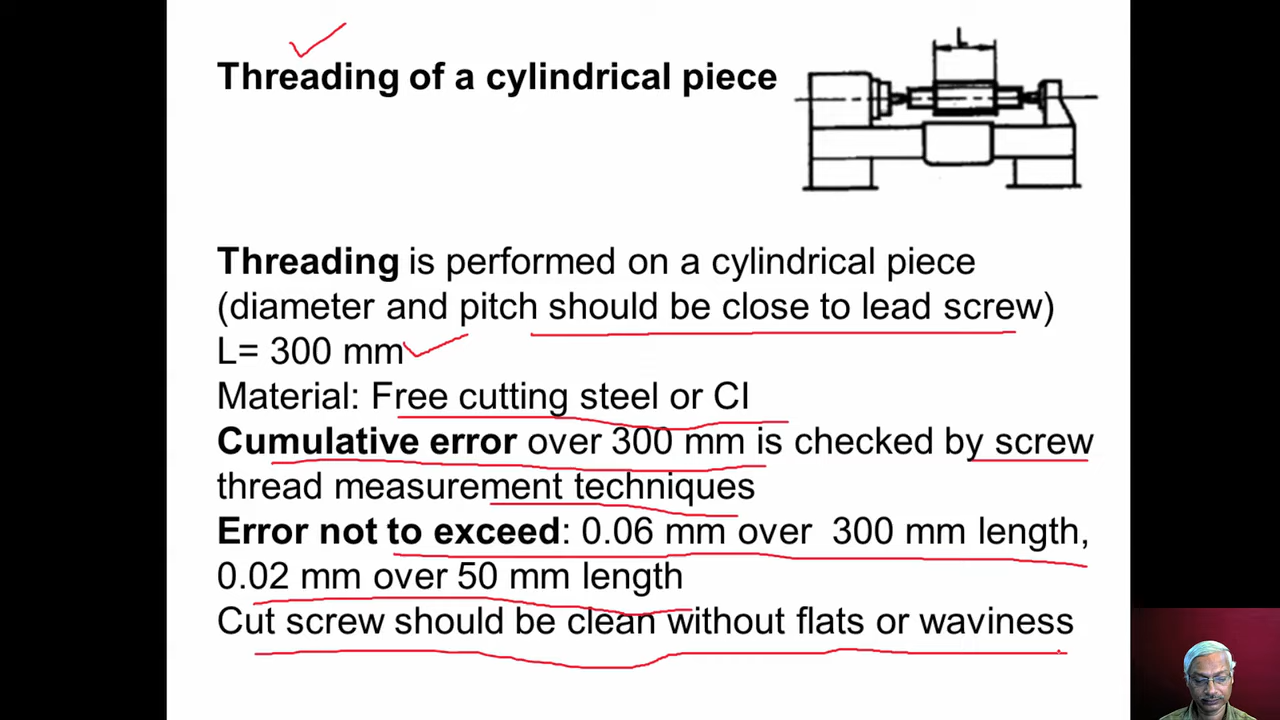 Threading of a cylindrical piece
L
Threading is performed on a cylindrical piece
(diameter and pitch should be close to lead screw)
L= 300 mm
Material: Free cutting steel or CI
Cumulative error over 300 mm is checked by screw
thread measurement techniques
Error not to exceed: 0.06 mm over 300 mm length,
0.02 mm over 50 mm length
Cut screw should be clean without flats or waviness